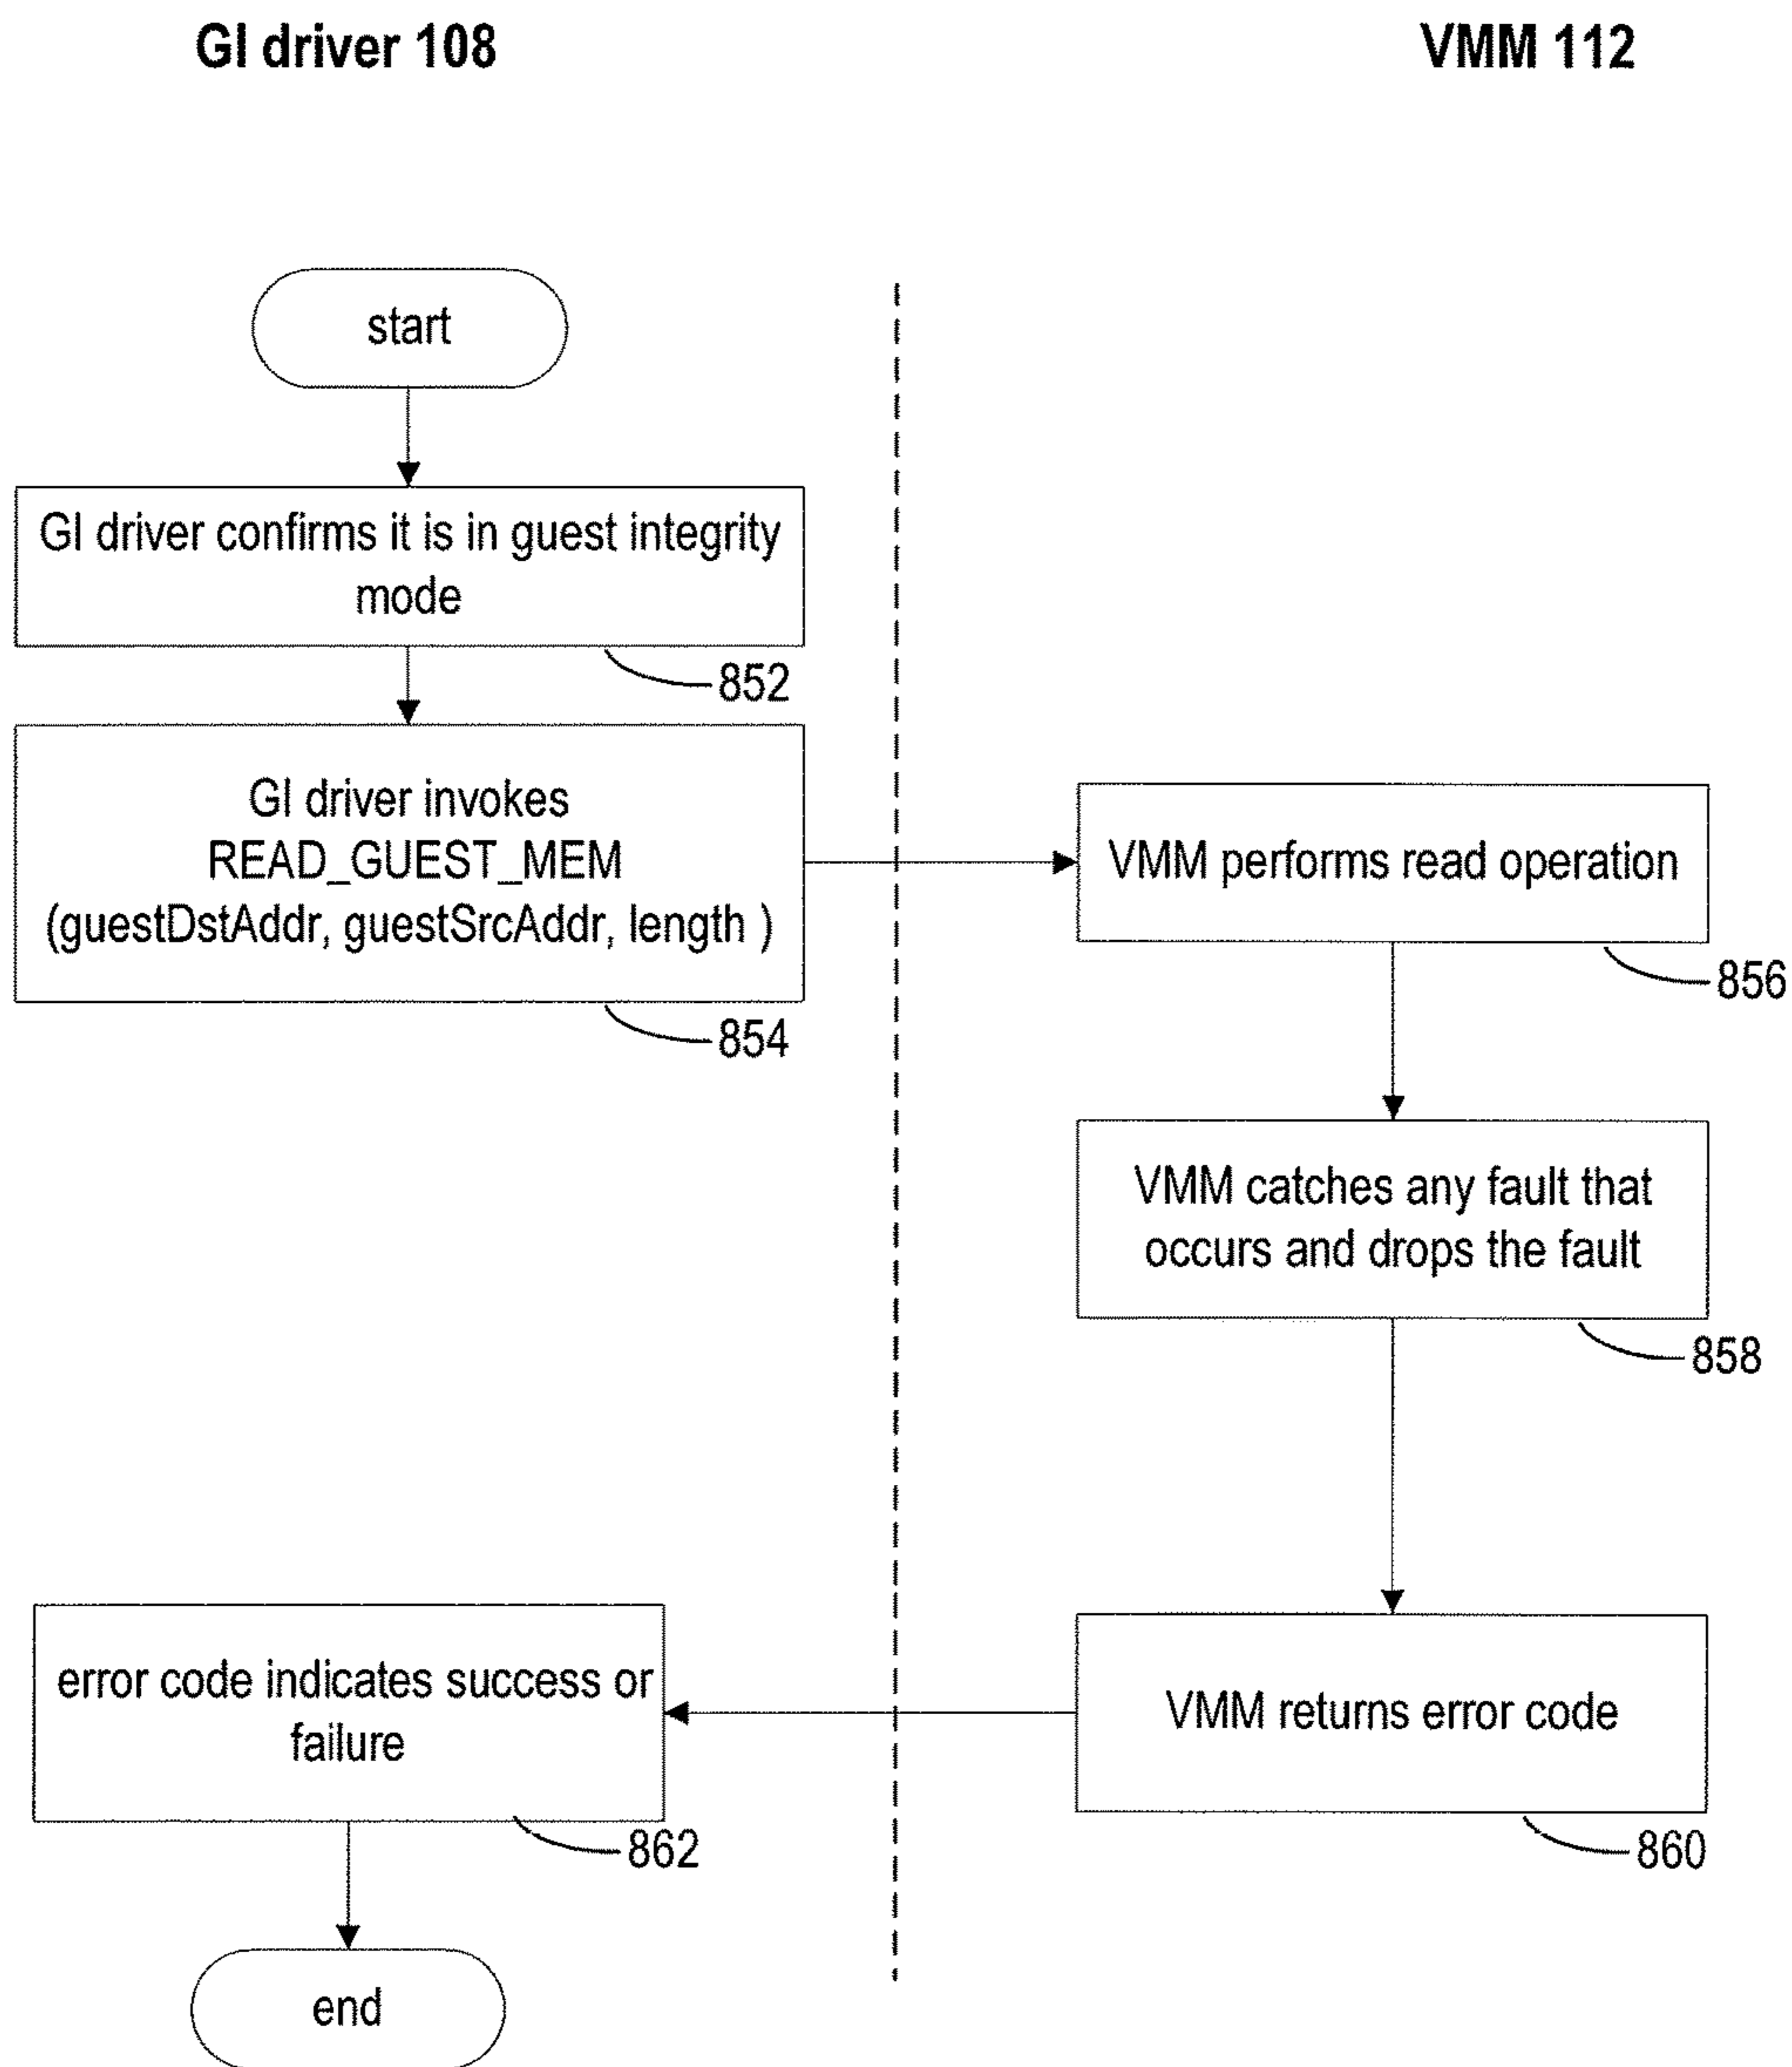 GI driver 108
VMM 112
start
GI driver confirms it is in guest integrity
mode
852
GI driver invokes
READ_GUEST_MEM
(guestDstAddr, guestSrcAddr, length )
854
VMM performs read operation
856
VMM catches any fault that
occurs and drops the fault
858
VMM returns error code
860
error code indicates success or
failure
862
end